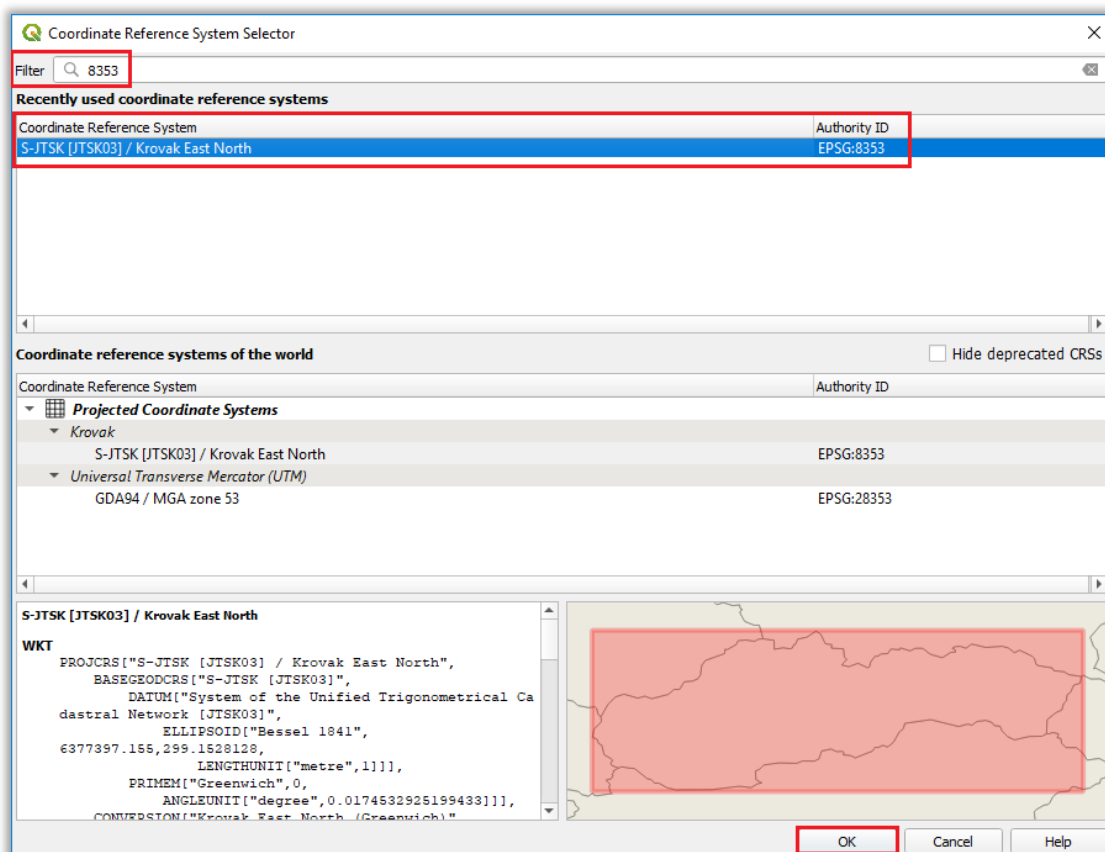 Coordinate Reference System Selector
Filter 8353
Recently used coordinate reference systems
Coordinate Reference System Authority ID
S-JTSK [JTSK03] / Krovak East North EPSG:8353
Coordinate reference systems of the world Hide deprecated CRSs
Coordinate Reference System Authority ID
Projected Coordinate Systems
Krovak
S-JTSK [JTSK03] / Krovak East North EPSG:8353
Universal Transverse Mercator (UTM)
GDA94 / MGA zone 53 EPSG:28353
S-JTSK [JTSK03] / Krovak East North
WKT
PROJCRS["S-JTSK [JTSK03] / Krovak East North",
BASEGEODCRS["S-JTSK [JTSK03]",
DATUM["System of the Unified Trigonometrical Ca
dastral Network [JTSK03]",
ELLIPSOID["Bessel 1841",
6377397.155,299.1528128,
LENGTHUNIT["metre",1]]],
PRIMEM["Greenwich",0,
ANGLEUNIT["degree",0.0174532925199433]]],
CONVERSION["Krovak East North (Greenwich)"
OK Cancel Help